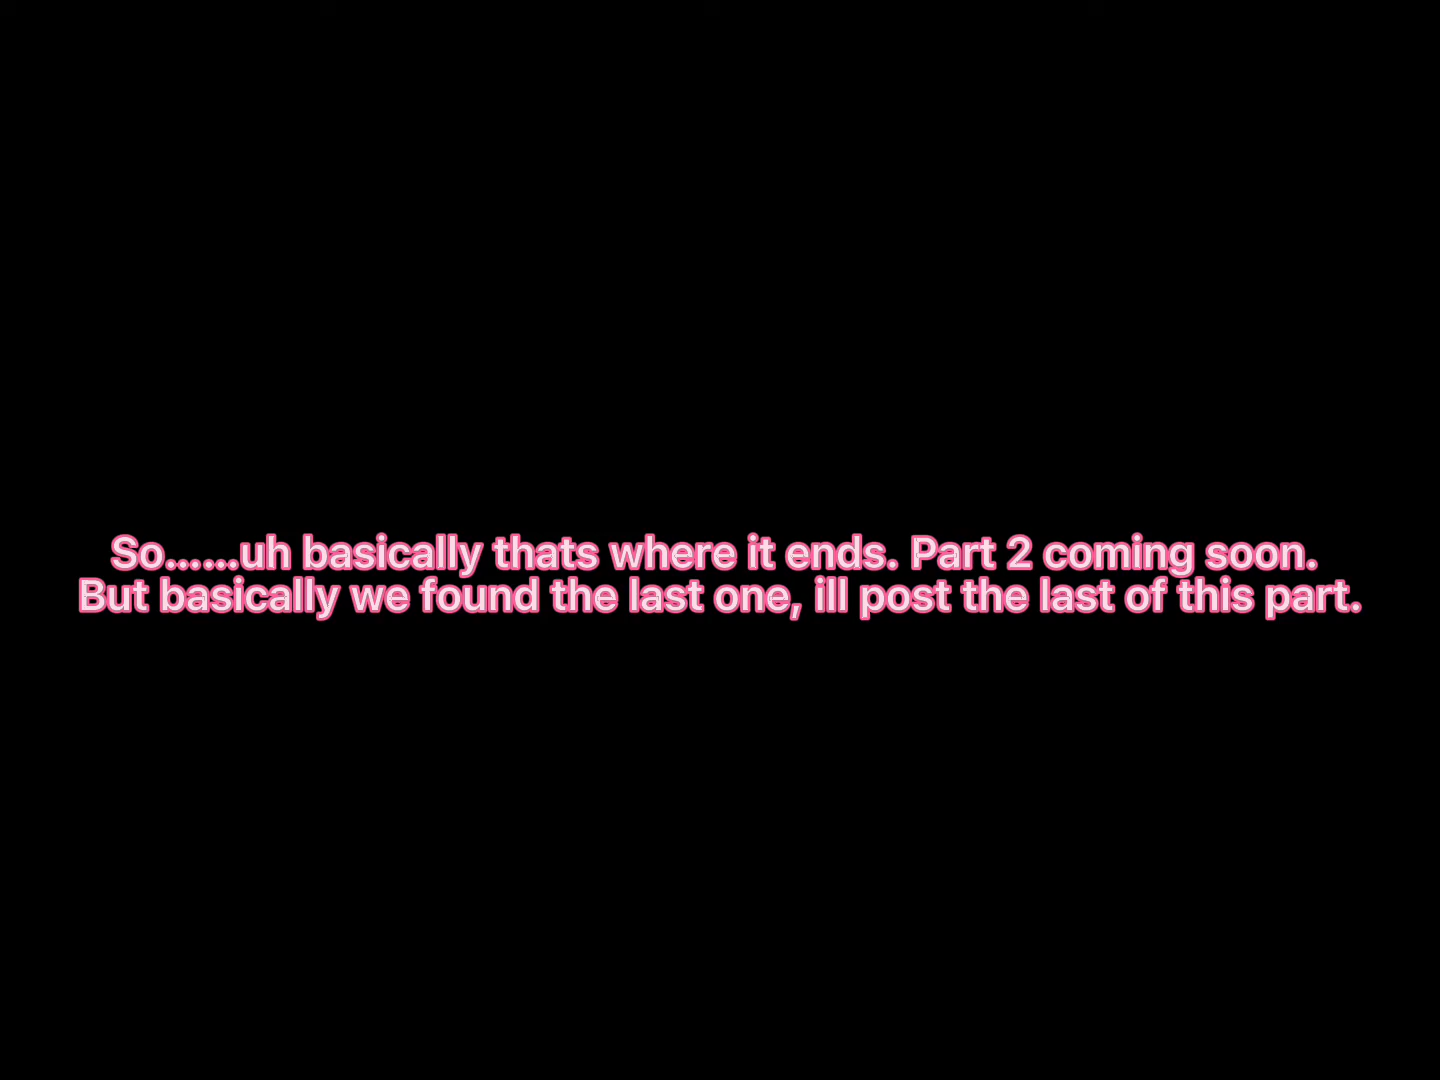 So......uh basically thats where it ends. Part 2 coming soon.
But basically we found the last one, ill post the last of this part.